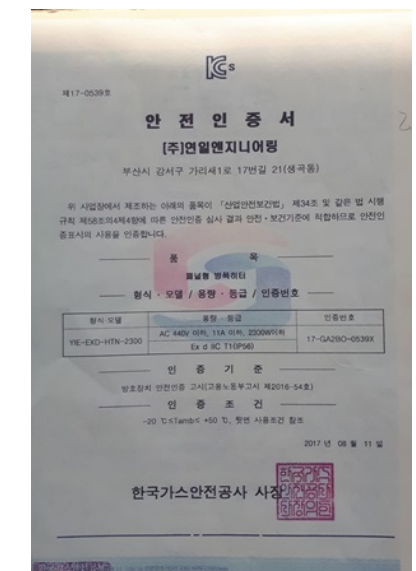 KCs
제17-0539호
안 전 인 증 서
(주)연일엔지니어링
부산시 강서구 가리새1로 17번길 21(생곡동)
위 사업장에서 제조하는 아래의 품목이 「산업안전보건법」 제34조 및 같은 법 시행
규칙 제58조의4제4항에 따른 안전인증 심사 결과 안전·보건기준에 적합하므로 안전인
증표시의 사용을 인증합니다.
품 목
패널형 방폭히터
형식 · 모델 / 용량 · 등급 / 인증번호
형식·모델 용량·등급 인증번호
YIE-EXD-HTN-2300 AC 440V 이하, 11A 이하, 2300W이하 17-GA2BO-0539X
Ex d IIC T1(IP56)
인 증 기 준
방호장치 안전인증 고시(고용노동부고시 제2016-54호)
인 증 조 건
-20 ℃≤Tamb≤ +50 ℃, 뒷면 사용조건 참조
2017 년 08 월 11 일
한국가스안전공사 사장